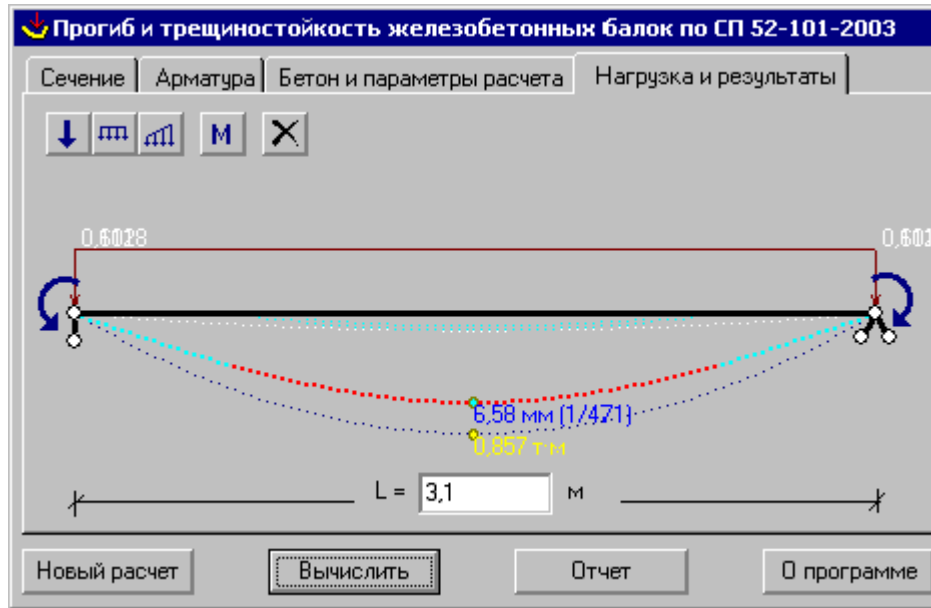 Прогиб и трещиностойкость железобетонных балок по СП 52-101-2003
Сечение Арматура Бетон и параметры расчета Нагрузка и результаты
М
6,58 мм (1/471)
0,857 т·м
L = 3,1 м
Новый расчет Вычислить Отчет О программе